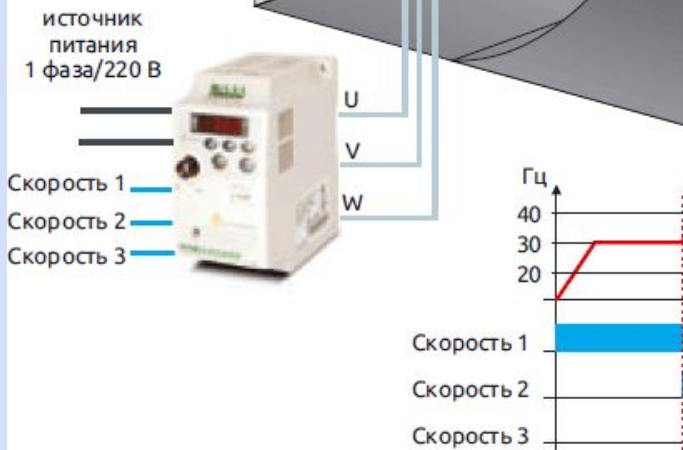 источник
питания
1 фаза/220 В
U
V
W
Скорость 1
Скорость 2
Скорость 3
Гц
40
30
20
Скорость 1
Скорость 2
Скорость 3